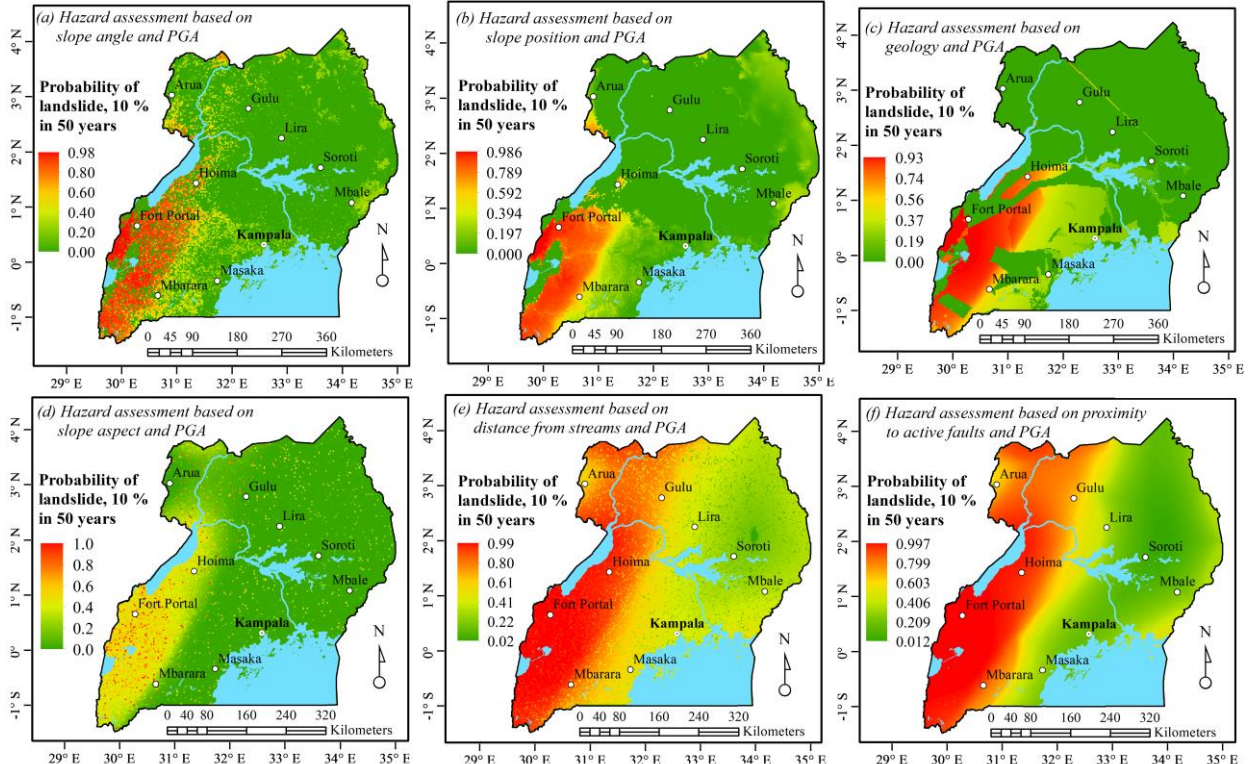 (a) Hazard assessment based on
slope angle and PGA
Probability of
landslide, 10 %
in 50 years
0.98
0.80
0.60
0.40
0.20
0.00
Arua
Gulu
Lira
Soroti
Hoima
Mbale
Fort Portal
Kampala
Masaka
Mbarara
N
0 45 90 180 270 360
Kilometers
4° N
3° N
2° N
1° N
0°
-1° S
29° E 30° E 31° E 32° E 33° E 34° E 35° E
(b) Hazard assessment based on
slope position and PGA
Probability of
landslide, 10 %
in 50 years
0.986
0.789
0.592
0.394
0.197
0.000
Arua
Gulu
Lira
Soroti
Hoima
Mbale
Fort Portal
Kampala
Masaka
Mbarara
N
0 45 90 180 270 360
Kilometers
29° E 30° E 31° E 32° E 33° E 34° E 35° E
(c) Hazard assessment based on
geology and PGA
Probability of
landslide, 10 %
in 50 years
0.93
0.74
0.56
0.37
0.19
0.00
Arua
Gulu
Lira
Soroti
Hoima
Mbale
Fort Portal
Kampala
Masaka
Mbarara
N
0 45 90 180 270 360
Kilometers
4° N
3° N
2° N
1° N
0°
-1° S
29° E 30° E 31° E 32° E 33° E 34° E 35° E
(d) Hazard assessment based on
slope aspect and PGA
Probability of
landslide, 10 %
in 50 years
1.0
0.8
0.6
0.4
0.2
0.0
Arua
Gulu
Lira
Soroti
Hoima
Mbale
Fort Portal
Kampala
Masaka
Mbarara
N
0 40 80 160 240 320
Kilometers
4° N
3° N
2° N
1° N
0°
-1° S
29° E 30° E 31° E 32° E 33° E 34° E 35° E
(e) Hazard assessment based on
distance from streams and PGA
Probability of
landslide, 10 %
in 50 years
0.99
0.80
0.61
0.41
0.22
0.02
Arua
Gulu
Lira
Soroti
Hoima
Mbale
Fort Portal
Kampala
Masaka
Mbarara
N
0 40 80 160 240 320
Kilometers
29° E 30° E 31° E 32° E 33° E 34° E 35° E
(f) Hazard assessment based on proximity
to active faults and PGA
Probability of
landslide, 10 %
in 50 years
0.997
0.799
0.603
0.406
0.209
0.012
Arua
Gulu
Lira
Soroti
Hoima
Mbale
Fort Portal
Kampala
Masaka
Mbarara
N
0 40 80 160 240 320
Kilometers
4° N
3° N
2° N
1° N
0°
-1° S
29° E 30° E 31° E 32° E 33° E 34° E 35° E